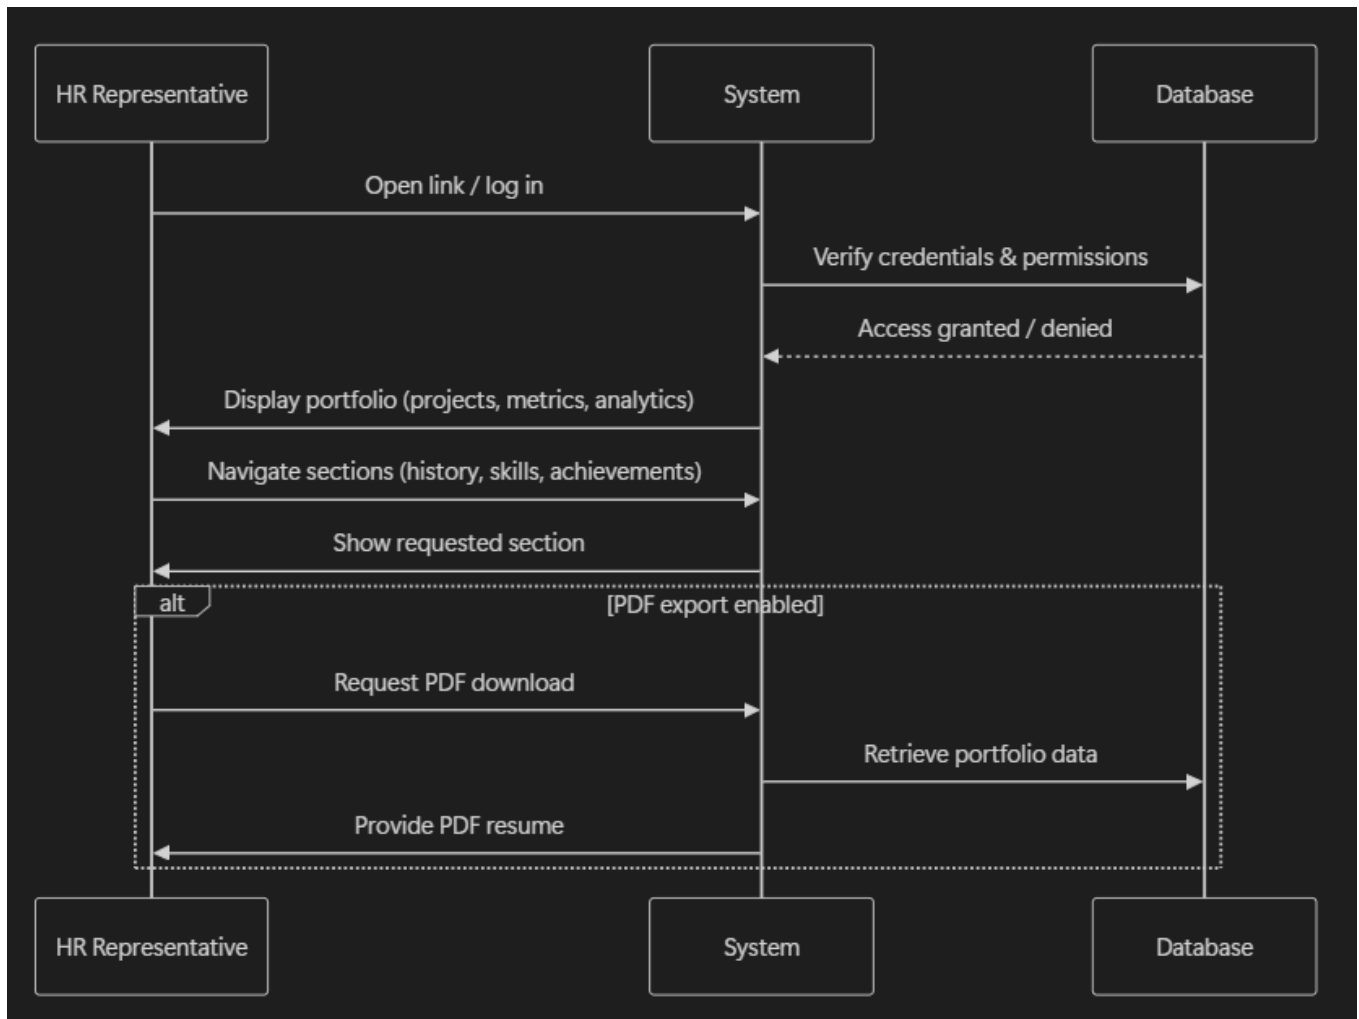 HR Representative
System
Database
Open link / log in
Verify credentials & permissions
Access granted / denied
Display portfolio (projects, metrics, analytics)
Navigate sections (history, skills, achievements)
Show requested section
alt
[PDF export enabled]
Request PDF download
Retrieve portfolio data
Provide PDF resume
HR Representative
System
Database